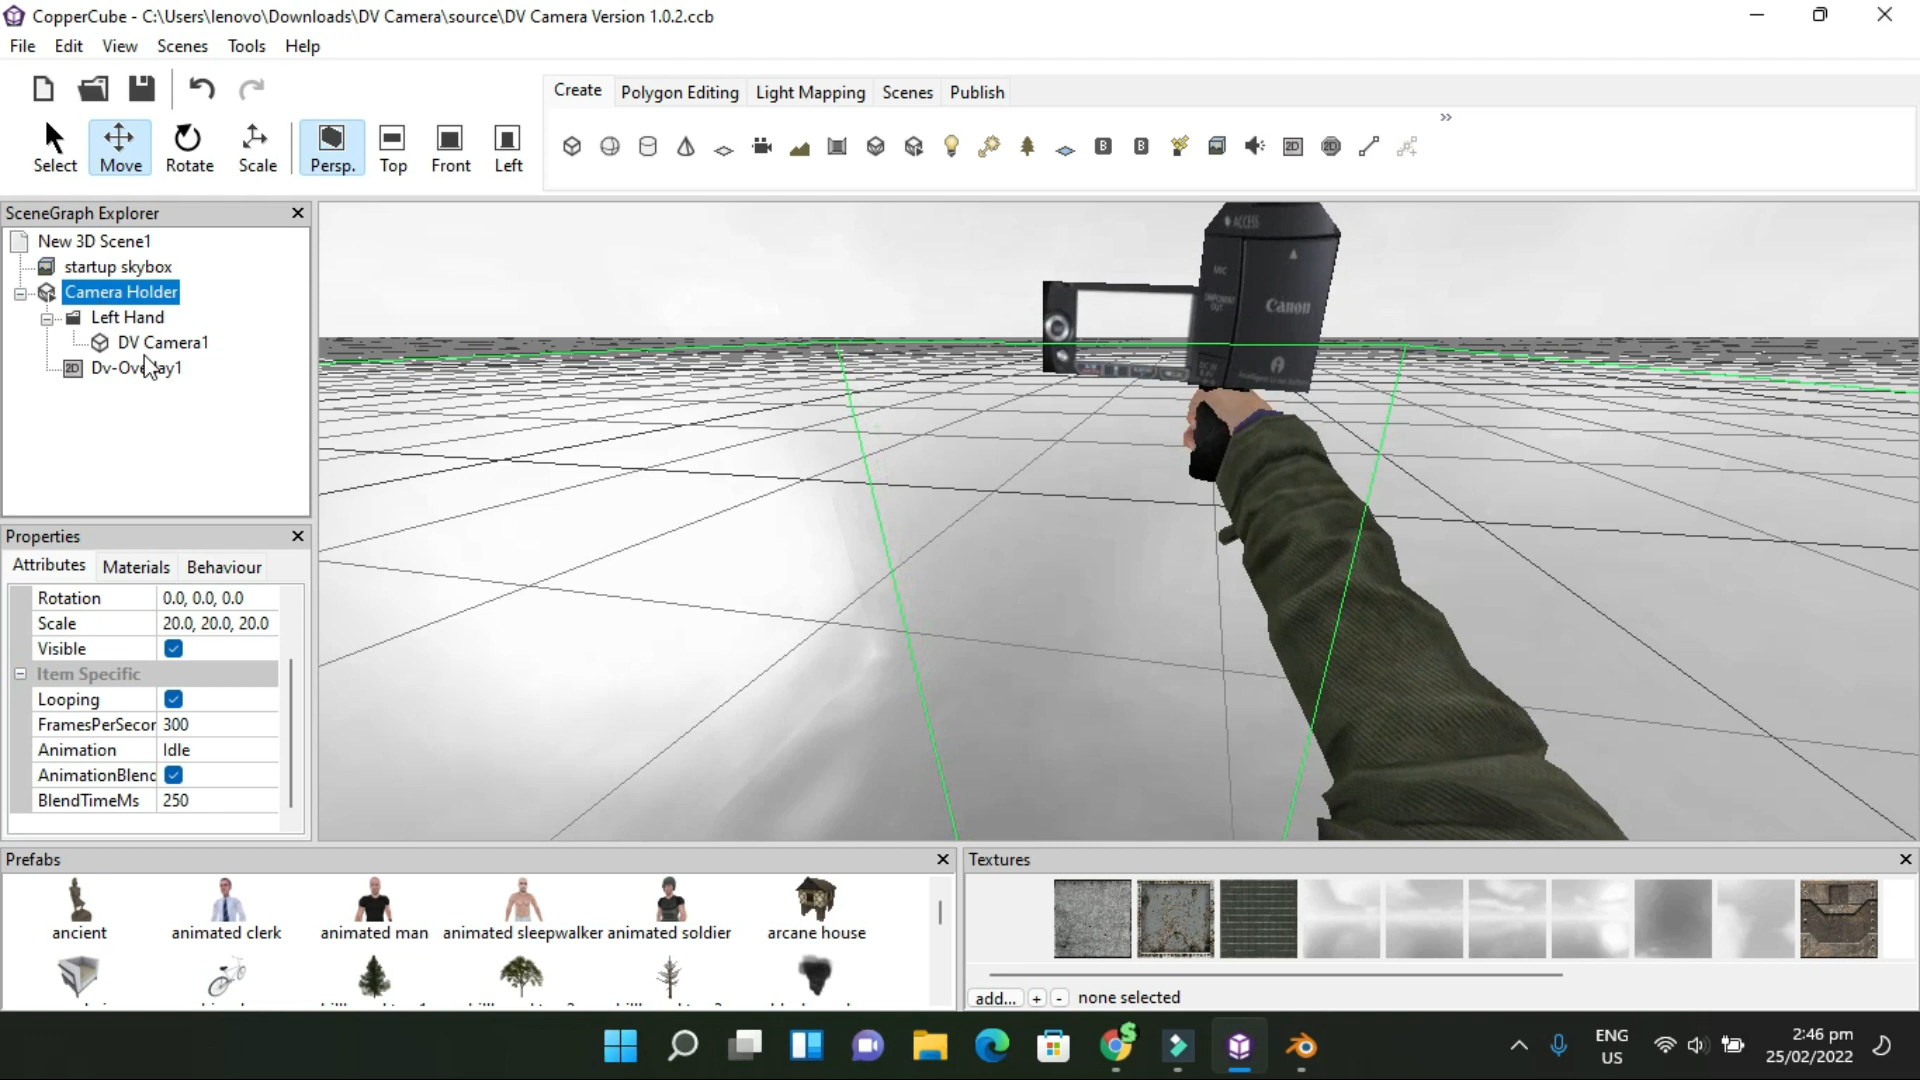 CopperCube - C:\Users\lenovo\Downloads\DV Camera\source\DV Camera Version 1.0.2.ccb
File Edit View Scenes Tools Help
Create Polygon Editing Light Mapping Scenes Publish
Select Move Rotate Scale Persp. Top Front Left
SceneGraph Explorer
New 3D Scene1
startup skybox
Camera Holder
Left Hand
DV Camera1
ACCESS
MIC
Canon
Properties
Attributes Materials Behaviour
Rotation 0.0, 0.0, 0.0
Scale 20.0, 20.0, 20.0
Visible
Item Specific
Looping
FramesPerSecor 300
Animation Idle
AnimationBlenc
BlendTimeMs 250
Prefabs
ancient animated clerk animated man animated sleepwalker animated soldier arcane house
Textures
add... + - none selected
ENG
US
2:46 pm
25/02/2022